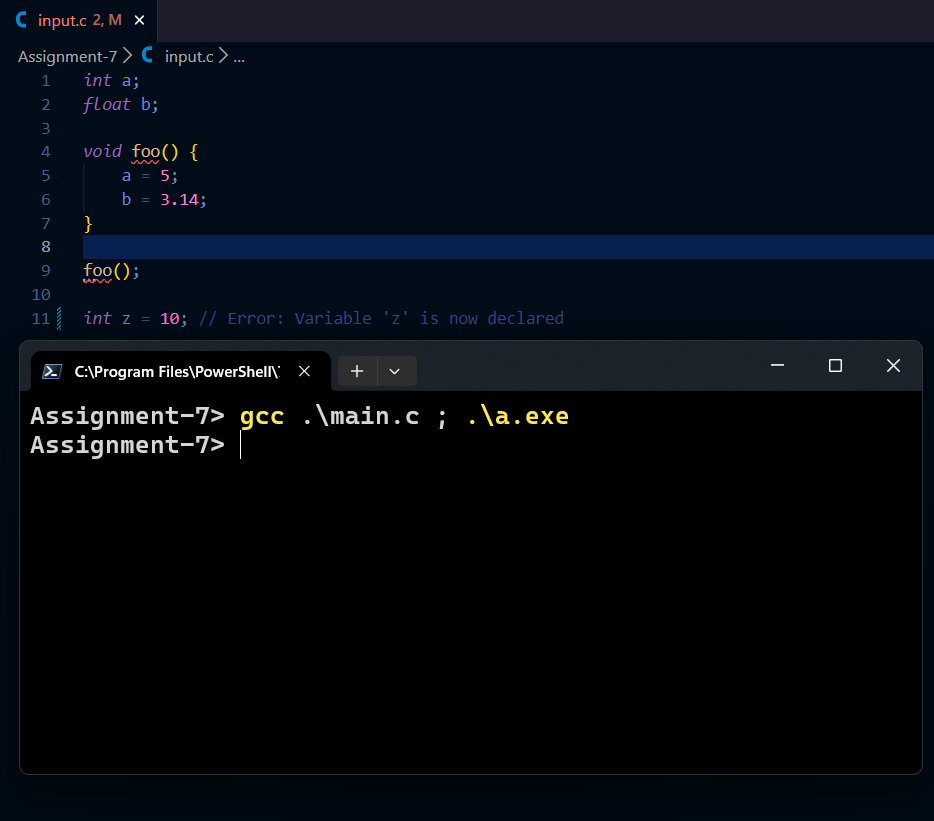 input.c 2, M
Assignment-7 > input.c > ...
1 int a;
2 float b;
3
4 void foo() {
5 a = 5;
6 b = 3.14;
7 }
8
9 foo();
10
11 int z = 10; // Error: Variable 'z' is now declared
C:\Program Files\PowerShell\
Assignment-7> gcc .\main.c ; .\a.exe
Assignment-7>